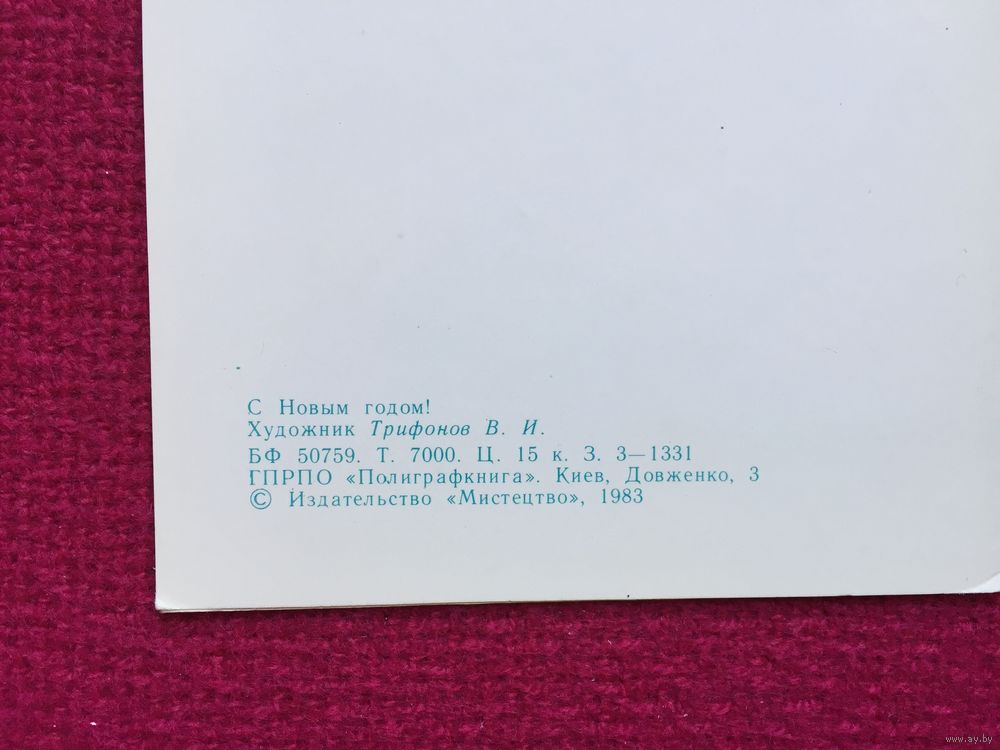 С Новым годом!
Художник Трифонов В. И.
БФ 50759. Т. 7000. Ц. 15 к. З. 3—1331
ГПРПО «Полиграфкнига». Киев, Довженко, 3
© Издательство «Мистецтво», 1983
www.ay.by